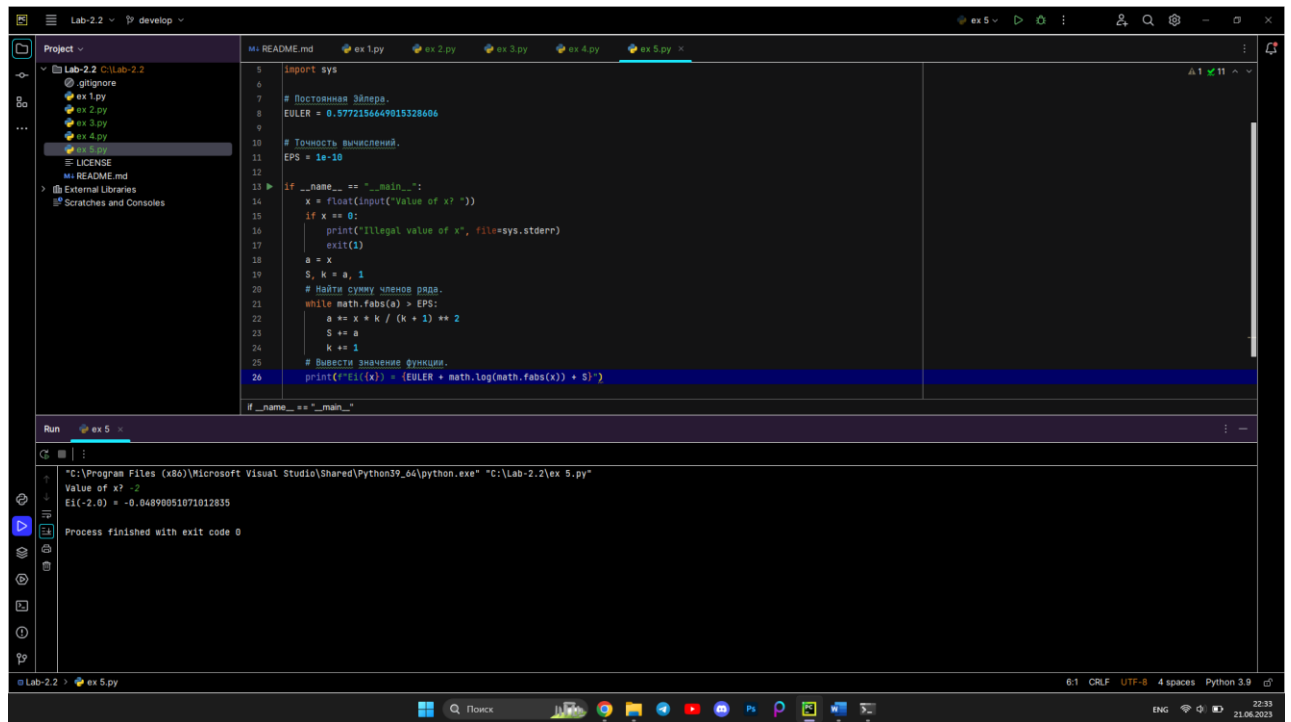 PC Lab-2.2 develop ex 5
Project
README.md ex 1.py ex 2.py ex 3.py ex 4.py ex 5.py
Lab-2.2 C:\Lab-2.2
.gitignore
ex 1.py
ex 2.py
ex 3.py
ex 4.py
ex 5.py
LICENSE
README.md
External Libraries
Scratches and Consoles
1 11
5 import sys
6
7 # Постоянная Эйлера.
8 EULER = 0.5772156649015328606
9
10 # Точность вычислений.
11 EPS = 1e-10
12
13 if __name__ == "__main__":
14 x = float(input("Value of x? "))
15 if x == 0:
16 print("Illegal value of x", file=sys.stderr)
17 exit(1)
18 a = x
19 S, k = a, 1
20 # Найти сумму членов ряда.
21 while math.fabs(a) > EPS:
22 a *= x * k / (k + 1) ** 2
23 S += a
24 k += 1
25 # Вывести значение функции.
26 print(f"Ei({x}) = {EULER + math.log(math.fabs(x)) + S}")
if __name__ == "__main__"
Run ex 5
"C:\Program Files (x86)\Microsoft Visual Studio\Shared\Python39_64\python.exe" "C:\Lab-2.2\ex 5.py"
Value of x? -2
Ei(-2.0) = -0.04890051071012835
Process finished with exit code 0
Lab-2.2 > ex 5.py 6:1 CRLF UTF-8 4 spaces Python 3.9
Поиск
Ps
ENG
22:33
21.06.2023